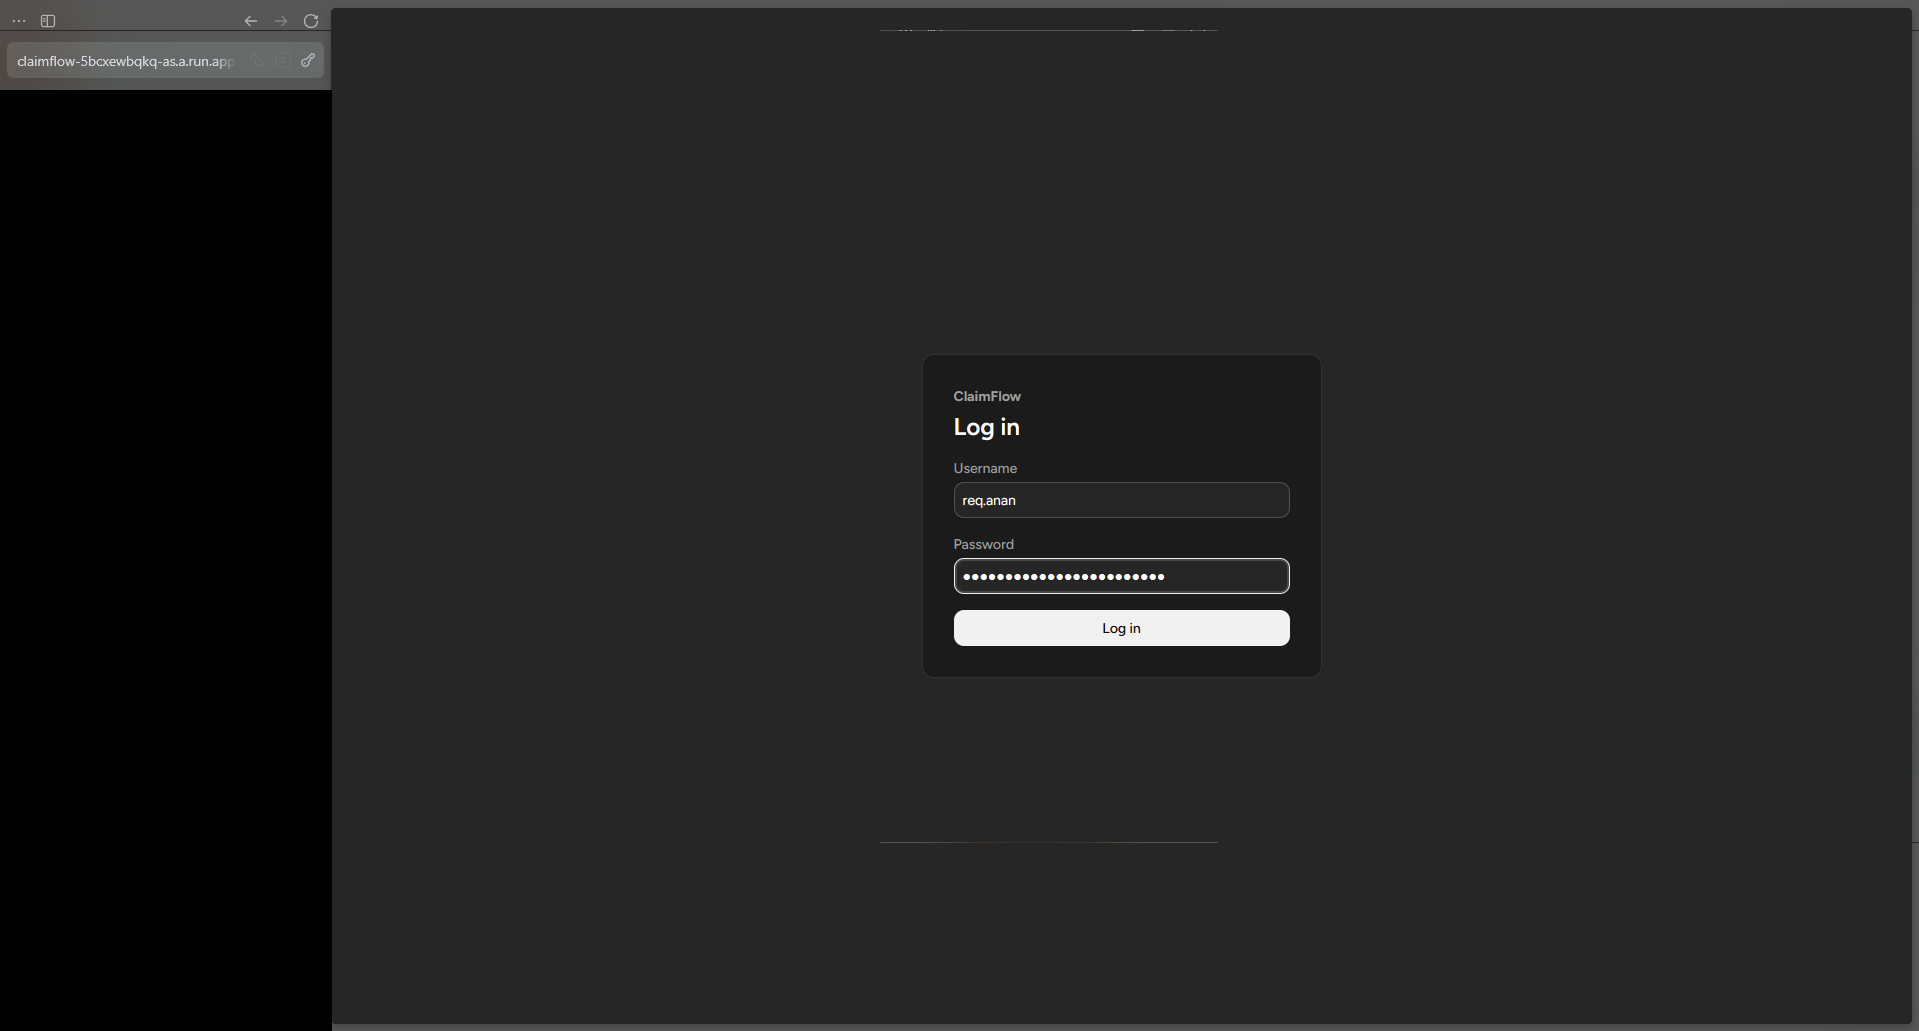 claimflow-5bcxewbqkq-as.a.run.app
ClaimFlow
Log in
Username
req.anan
Password
••••••••••••••••••••••••
Log in